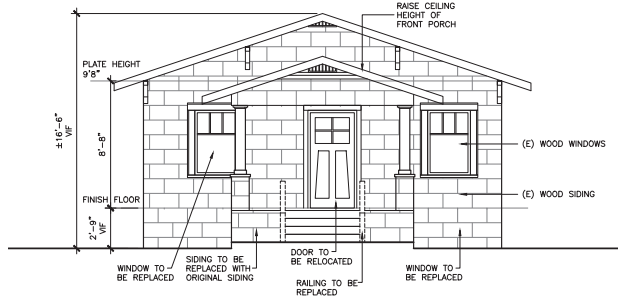 RAISE CEILING
HEIGHT OF
FRONT PORCH
PLATE HEIGHT
9'8"
±16'-6"
VIF
8'-8"
(E) WOOD WINDOWS
(E) WOOD SIDING
FINISH FLOOR
2'-9"
VIF
WINDOW TO
BE REPLACED
SIDING TO BE
REPLACED WITH
ORIGINAL SIDING
DOOR TO
BE RELOCATED
RAILING TO BE
REPLACED
WINDOW TO
BE REPLACED